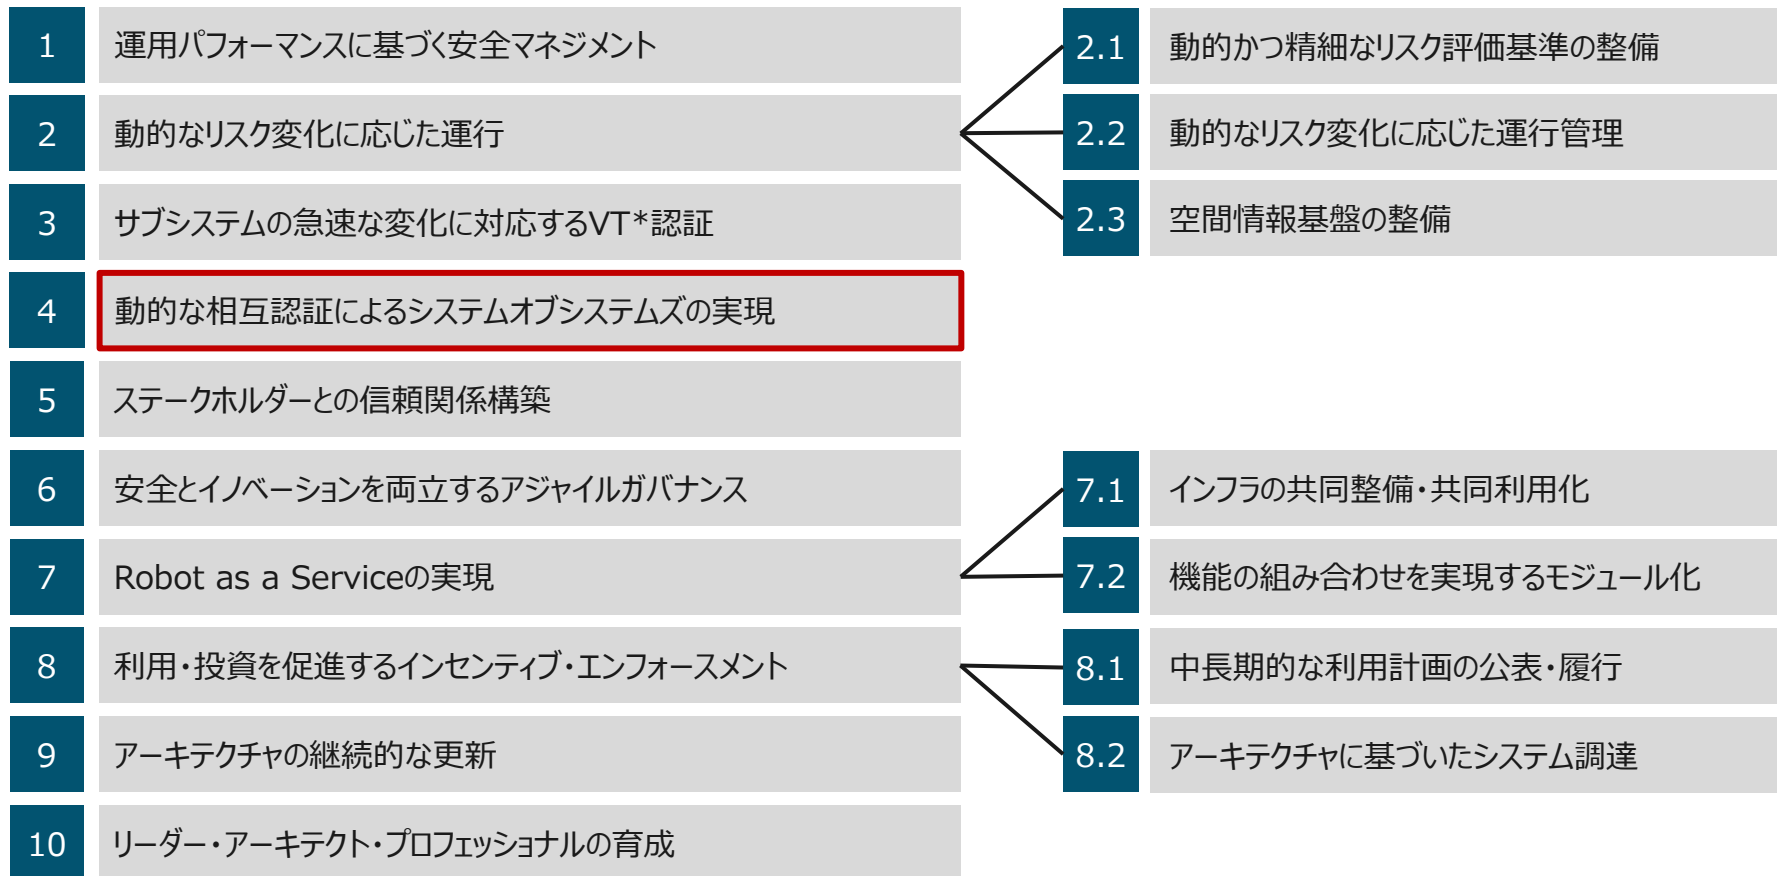 1 運用パフォーマンスに基づく安全マネジメント
2 動的なリスク変化に応じた運行
2.1 動的かつ精細なリスク評価基準の整備
2.2 動的なリスク変化に応じた運行管理
2.3 空間情報基盤の整備
3 サブシステムの急速な変化に対応するVT*認証
4 動的な相互認証によるシステムオブシステムズの実現
5 ステークホルダーとの信頼関係構築
6 安全とイノベーションを両立するアジャイルガバナンス
7 Robot as a Serviceの実現
7.1 インフラの共同整備・共同利用化
7.2 機能の組み合わせを実現するモジュール化
8 利用・投資を促進するインセンティブ・エンフォースメント
8.1 中長期的な利用計画の公表・履行
8.2 アーキテクチャに基づいたシステム調達
9 アーキテクチャの継続的な更新
10 リーダー・アーキテクト・プロフェッショナルの育成